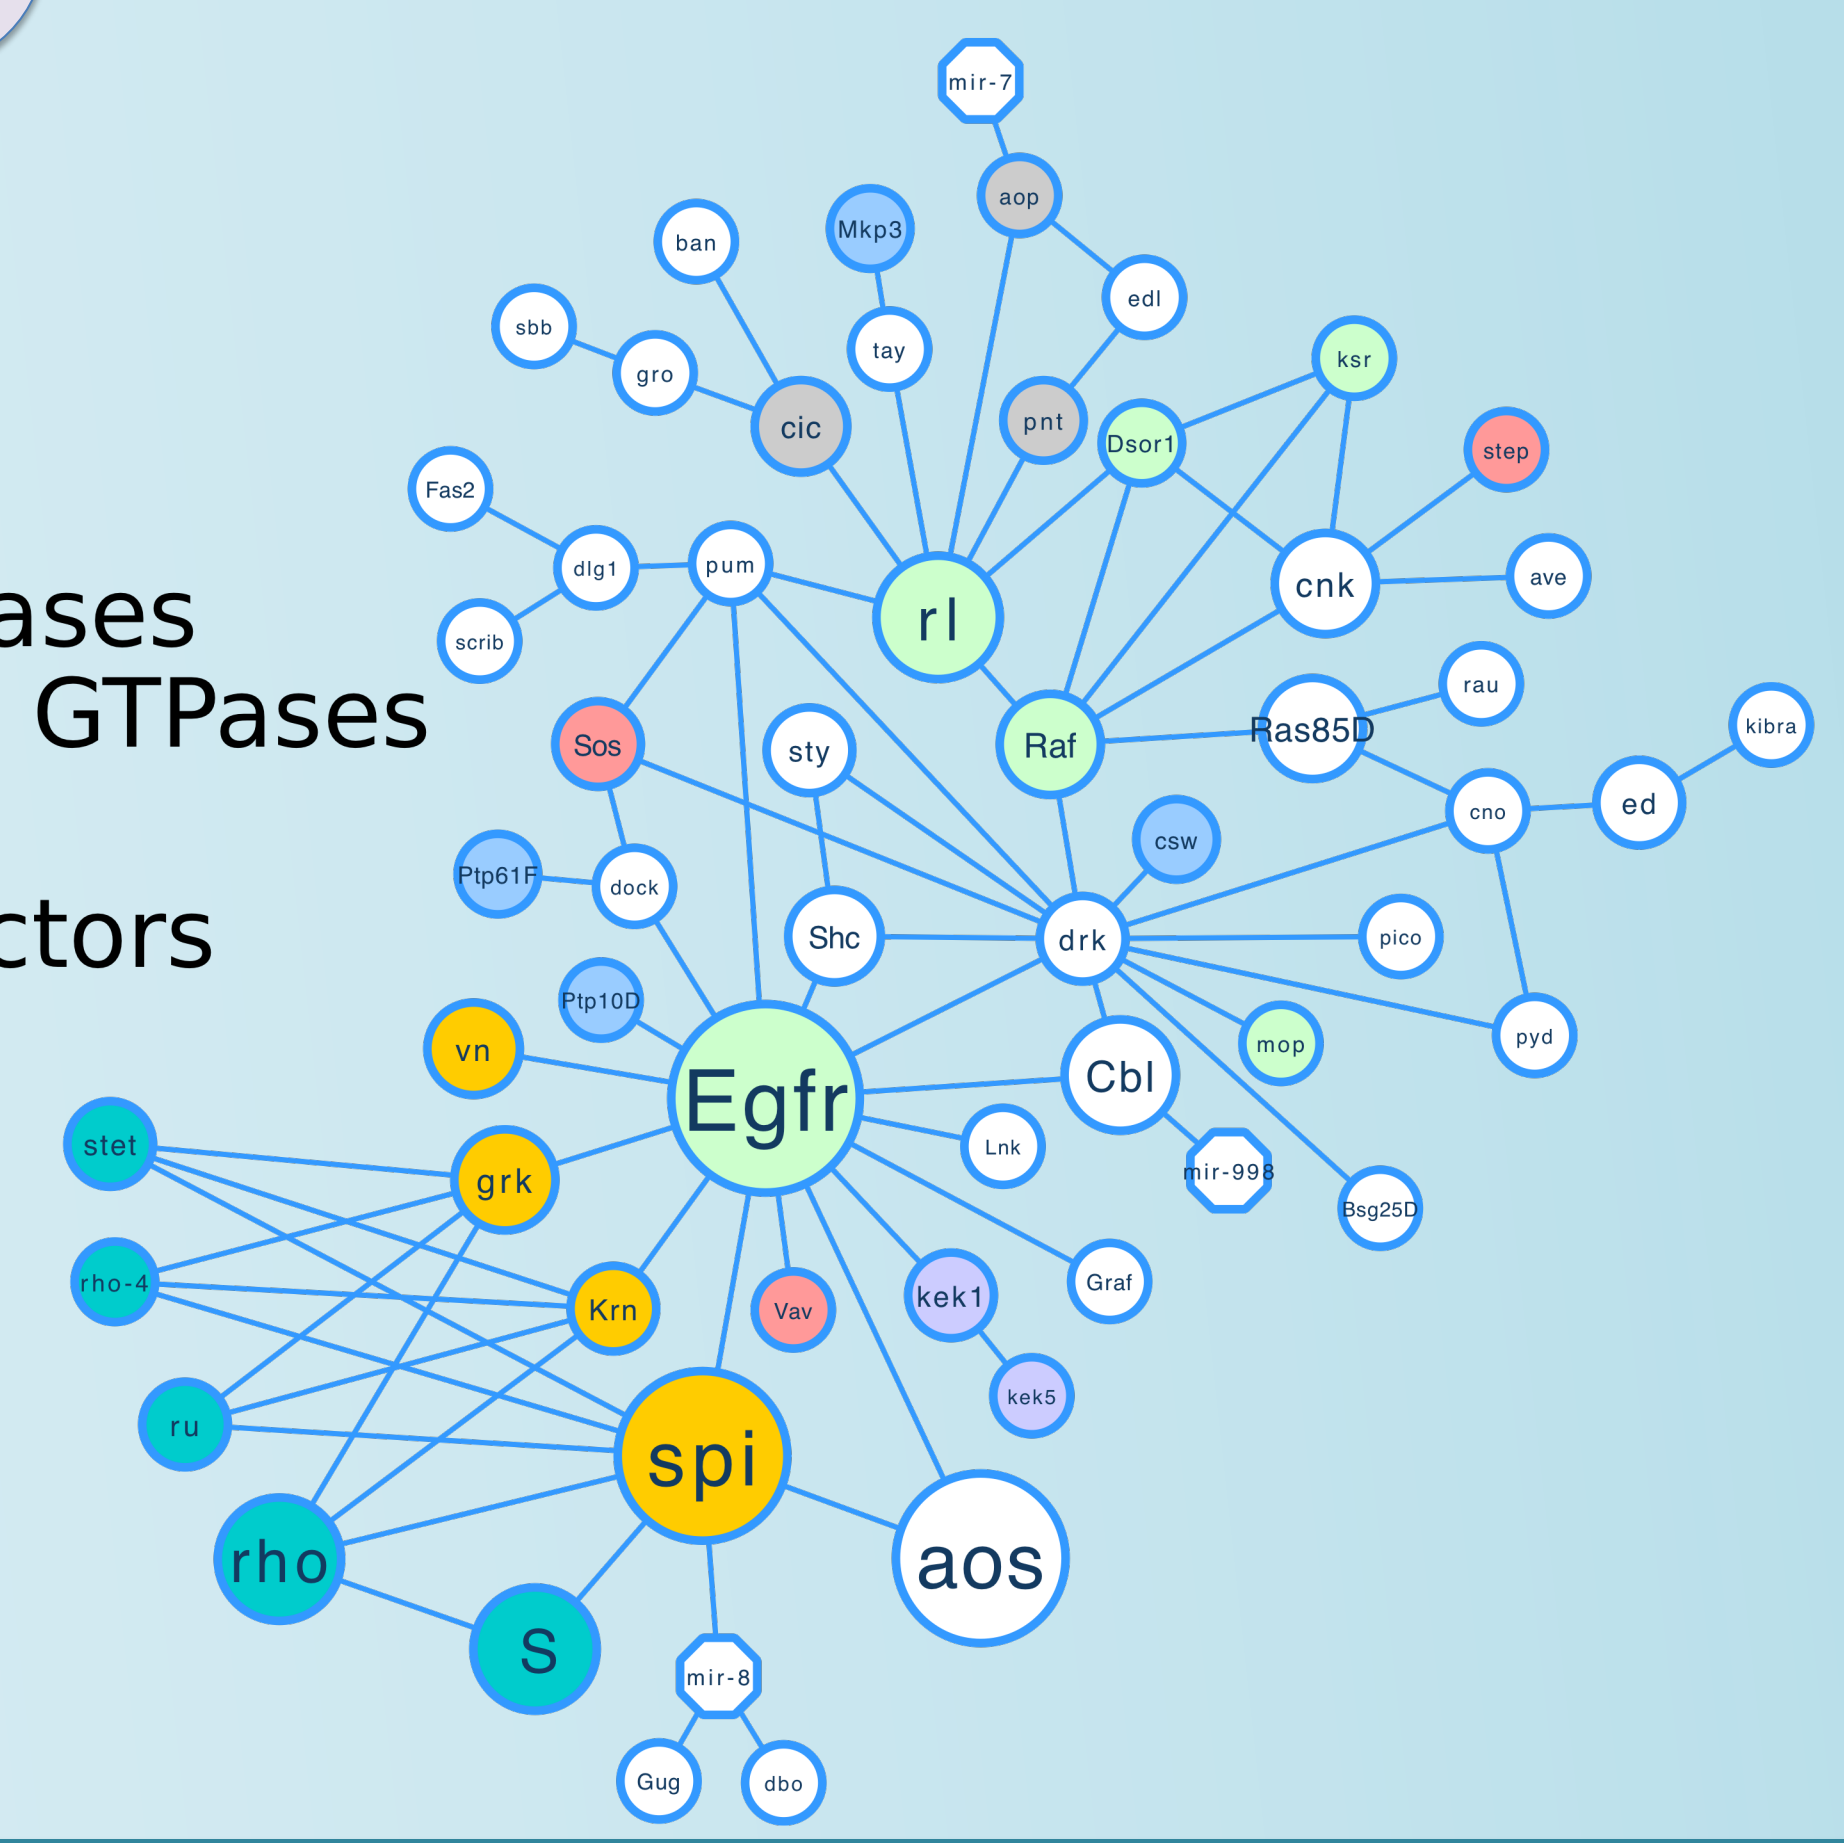 mir-7
aop
Mkp3
ban
edl
sbb
tay
ksr
gro
cic
pnt
Dsor1
step
Fas2
pum
dlg1
ave
cnk
rl
ases
scrib
rau
GTPases
kibra
Sos
sty
Raf
Ras85D
ed
cno
csw
Ptp61F
dock
ctors
Shc
drk
pico
Ptp10D
vn
mop
pyd
Egfr
Cbl
stet
Lnk
grk
mir-998
Bsg25D
rho-4
Krn
Vav
kek1
Graf
kek5
ru
spi
rho
aos
S
mir-8
Gug
dbo